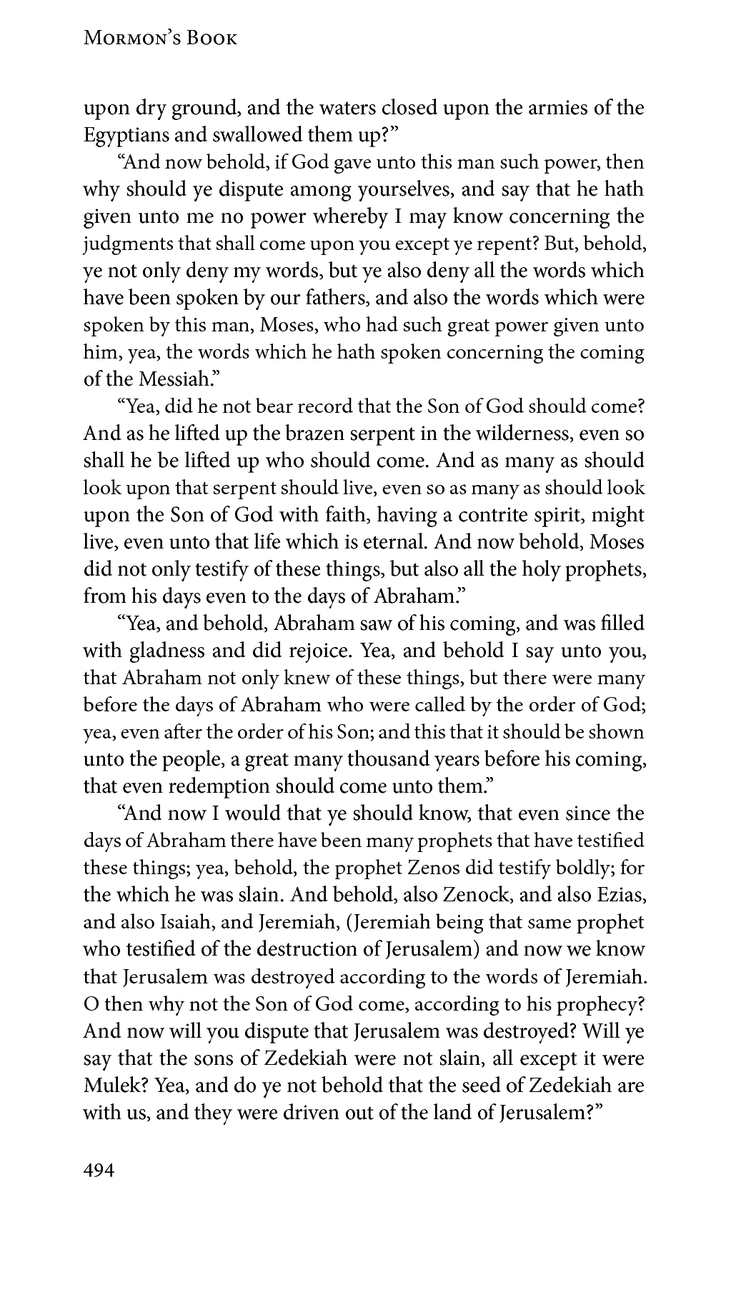 Mormon’s Book
upon dry ground, and the waters closed upon the armies of the
Egyptians and swallowed them up?”
“And now behold, if God gave unto this man such power, then
why should ye dispute among yourselves, and say that he hath
given unto me no power whereby I may know concerning the
judgments that shall come upon you except ye repent? But, behold,
ye not only deny my words, but ye also deny all the words which
have been spoken by our fathers, and also the words which were
spoken by this man, Moses, who had such great power given unto
him, yea, the words which he hath spoken concerning the coming
of the Messiah.”
“Yea, did he not bear record that the Son of God should come?
And as he lifted up the brazen serpent in the wilderness, even so
shall he be lifted up who should come. And as many as should
look upon that serpent should live, even so as many as should look
upon the Son of God with faith, having a contrite spirit, might
live, even unto that life which is eternal. And now behold, Moses
did not only testify of these things, but also all the holy prophets,
from his days even to the days of Abraham.”
“Yea, and behold, Abraham saw of his coming, and was filled
with gladness and did rejoice. Yea, and behold I say unto you,
that Abraham not only knew of these things, but there were many
before the days of Abraham who were called by the order of God;
yea, even after the order of his Son; and this that it should be shown
unto the people, a great many thousand years before his coming,
that even redemption should come unto them.”
“And now I would that ye should know, that even since the
days of Abraham there have been many prophets that have testified
these things; yea, behold, the prophet Zenos did testify boldly; for
the which he was slain. And behold, also Zenock, and also Ezias,
and also Isaiah, and Jeremiah, (Jeremiah being that same prophet
who testified of the destruction of Jerusalem) and now we know
that Jerusalem was destroyed according to the words of Jeremiah.
O then why not the Son of God come, according to his prophecy?
And now will you dispute that Jerusalem was destroyed? Will ye
say that the sons of Zedekiah were not slain, all except it were
Mulek? Yea, and do ye not behold that the seed of Zedekiah are
with us, and they were driven out of the land of Jerusalem?”
494